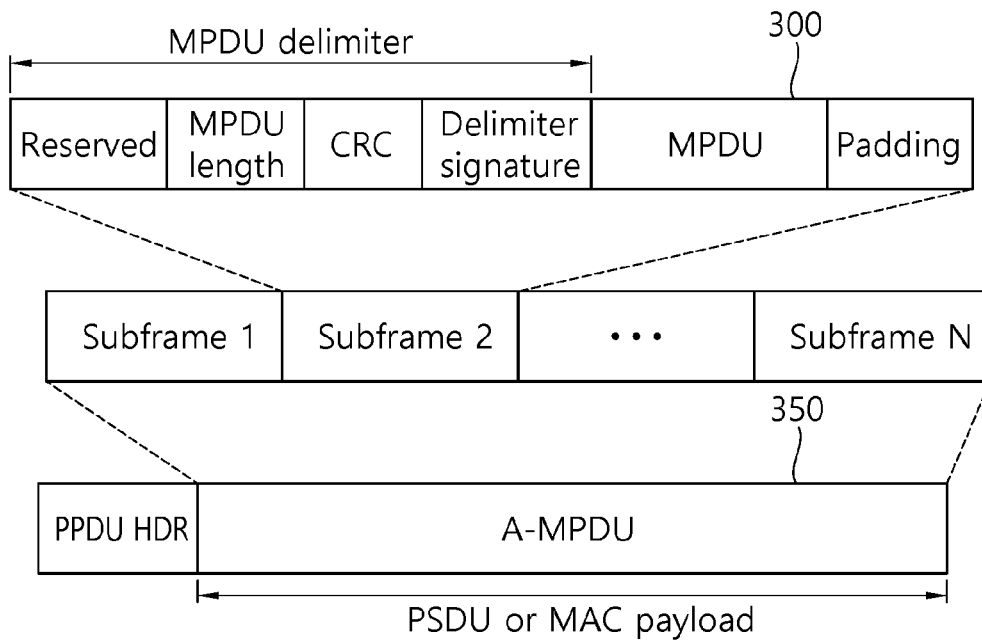 MPDU delimiter
300
Reserved
MPDU
length
CRC
Delimiter
signature
MPDU
Padding
Subframe 1
Subframe 2
•••
Subframe N
350
PPDU HDR
A-MPDU
PSDU or MAC payload